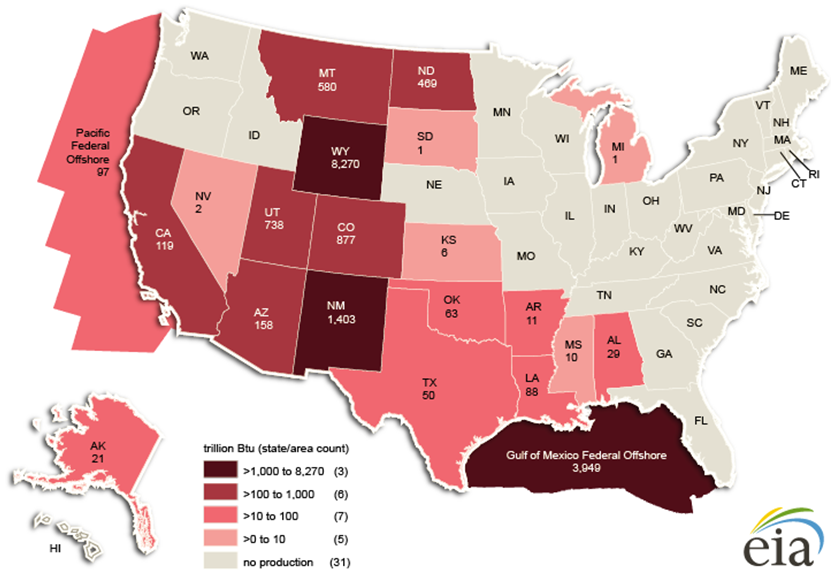 WA
OR
ID
MT
580
ND
469
SD
1
WY
8,270
NE
MN
WI
IA
MI
1
IL
IN
OH
PA
NY
VT
NH
ME
MA
RI
CT
NJ
MD
DE
WV
VA
KY
NC
TN
SC
GA
FL
MO
Pacific
Federal
Offshore
97
CA
119
NV
2
UT
738
CO
877
KS
6
AZ
158
NM
1,403
OK
63
AR
11
TX
50
LA
88
MS
10
AL
29
Gulf of Mexico Federal Offshore
3,949
AK
21
HI
trillion Btu (state/area count)
>1,000 to 8,270 (3)
>100 to 1,000 (6)
>10 to 100 (7)
>0 to 10 (5)
no production (31)
eia